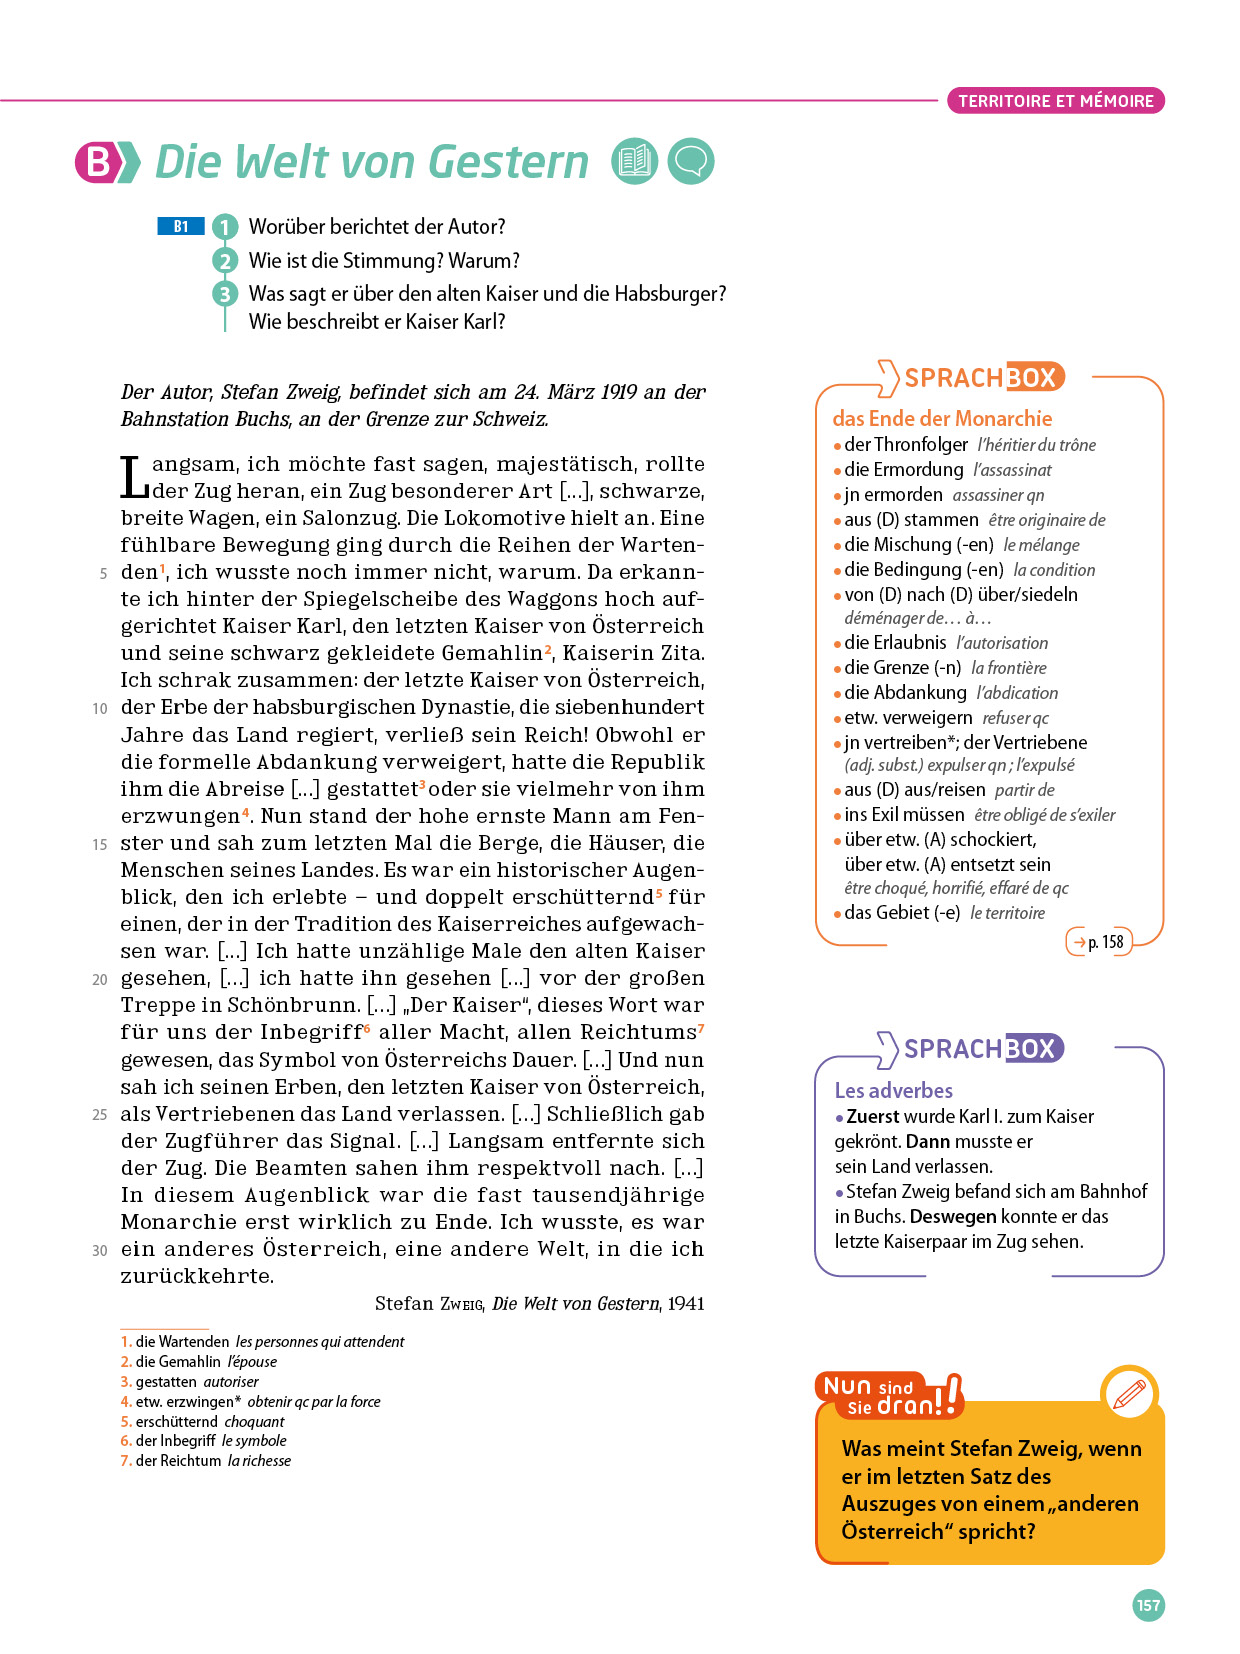 TERRITOIRE ET MÉMOIRE
B Die Welt von Gestern
B1
1 Worüber berichtet der Autor?
2 Wie ist die Stimmung? Warum?
3 Was sagt er über den alten Kaiser und die Habsburger?
Wie beschreibt er Kaiser Karl?
Der Autor, Stefan Zweig, befindet sich am 24. März 1919 an der
Bahnstation Buchs, an der Grenze zur Schweiz.
Langsam, ich möchte fast sagen, majestätisch, rollte
der Zug heran, ein Zug besonderer Art [...], schwarze,
breite Wagen, ein Salonzug. Die Lokomotive hielt an. Eine
fühlbare Bewegung ging durch die Reihen der Warten-
5 den1, ich wusste noch immer nicht, warum. Da erkann-
te ich hinter der Spiegelscheibe des Waggons hoch auf-
gerichtet Kaiser Karl, den letzten Kaiser von Österreich
und seine schwarz gekleidete Gemahlin2, Kaiserin Zita.
Ich schrak zusammen: der letzte Kaiser von Österreich,
10 der Erbe der habsburgischen Dynastie, die siebenhundert
Jahre das Land regiert, verließ sein Reich! Obwohl er
die formelle Abdankung verweigert, hatte die Republik
ihm die Abreise [...] gestattet3 oder sie vielmehr von ihm
erzwungen4. Nun stand der hohe ernste Mann am Fen-
15 ster und sah zum letzten Mal die Berge, die Häuser, die
Menschen seines Landes. Es war ein historischer Augen-
blick, den ich erlebte – und doppelt erschütternd5 für
einen, der in der Tradition des Kaiserreiches aufgewach-
sen war. [...] Ich hatte unzählige Male den alten Kaiser
20 gesehen, [...] ich hatte ihn gesehen [...] vor der großen
Treppe in Schönbrunn. [...] „Der Kaiser“, dieses Wort war
für uns der Inbegriff6 aller Macht, allen Reichtums7
gewesen, das Symbol von Österreichs Dauer. [...] Und nun
sah ich seinen Erben, den letzten Kaiser von Österreich,
25 als Vertriebenen das Land verlassen. [...] Schließlich gab
der Zugführer das Signal. [...] Langsam entfernte sich
der Zug. Die Beamten sahen ihm respektvoll nach. [...]
In diesem Augenblick war die fast tausendjährige
Monarchie erst wirklich zu Ende. Ich wusste, es war
30 ein anderes Österreich, eine andere Welt, in die ich
zurückkehrte.
Stefan Zweig, Die Welt von Gestern, 1941
1. die Wartenden les personnes qui attendent
2. die Gemahlin l’épouse
3. gestatten autoriser
4. etw. erzwingen* obtenir qc par la force
5. erschütternd choquant
6. der Inbegriff le symbole
7. der Reichtum la richesse
SPRACHBOX
das Ende der Monarchie
• der Thronfolger l’héritier du trône
• die Ermordung l’assassinat
• jn ermorden assassiner qn
• aus (D) stammen être originaire de
• die Mischung (-en) le mélange
• die Bedingung (-en) la condition
• von (D) nach (D) über/siedeln
déménager de… à…
• die Erlaubnis l’autorisation
• die Grenze (-n) la frontière
• die Abdankung l’abdication
• etw. verweigern refuser qc
• jn vertreiben*; der Vertriebene
(adj. subst.) expulser qn ; l’expulsé
• aus (D) aus/reisen partir de
• ins Exil müssen être obligé de s’exiler
• über etw. (A) schockiert,
über etw. (A) entsetzt sein
être choqué, horrifié, effaré de qc
• das Gebiet (-e) le territoire
→ p. 158
SPRACHBOX
Les adverbes
• Zuerst wurde Karl I. zum Kaiser
gekrönt. Dann musste er
sein Land verlassen.
• Stefan Zweig befand sich am Bahnhof
in Buchs. Deswegen konnte er das
letzte Kaiserpaar im Zug sehen.
Nun sind
Sie dran!!
Was meint Stefan Zweig, wenn
er im letzten Satz des
Auszuges von einem „anderen
Österreich“ spricht?
157